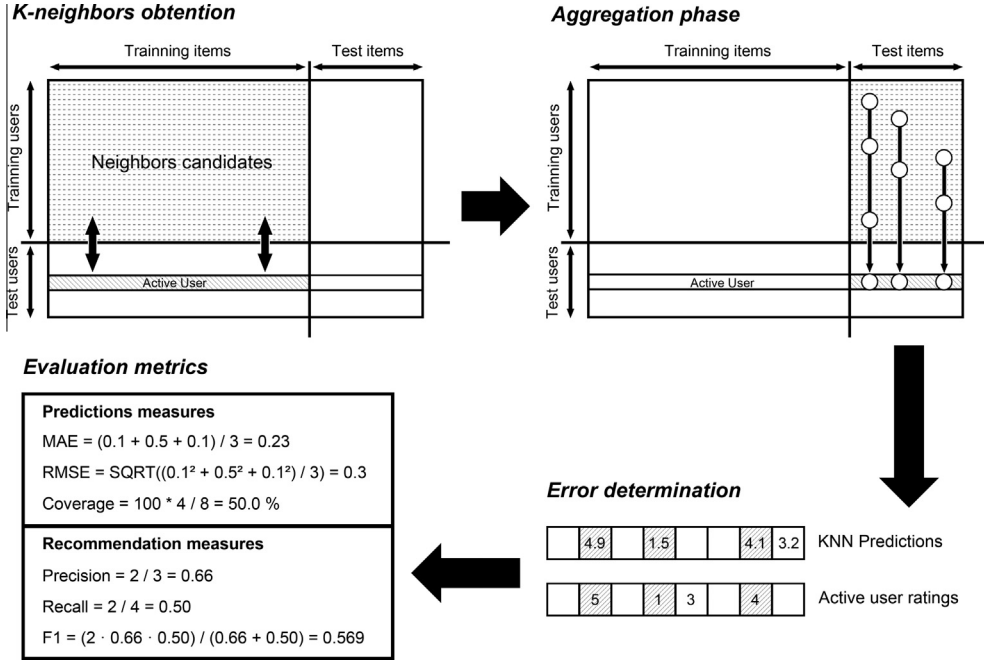 K-neighbors obtention
Trainning items
Test items
Trainning users
Neighbors candidates
Test users
Active User
Aggregation phase
Trainning items
Test items
Trainning users
Test users
Active User
Error determination
4.9 1.5 4.1 3.2 KNN Predictions
5 1 3 4 Active user ratings
Evaluation metrics
Predictions measures
MAE = (0.1 + 0.5 + 0.1) / 3 = 0.23
RMSE = SQRT((0.1² + 0.5² + 0.1²) / 3) = 0.3
Coverage = 100 * 4 / 8 = 50.0 %
Recommendation measures
Precision = 2 / 3 = 0.66
Recall = 2 / 4 = 0.50
F1 = (2 · 0.66 · 0.50) / (0.66 + 0.50) = 0.569